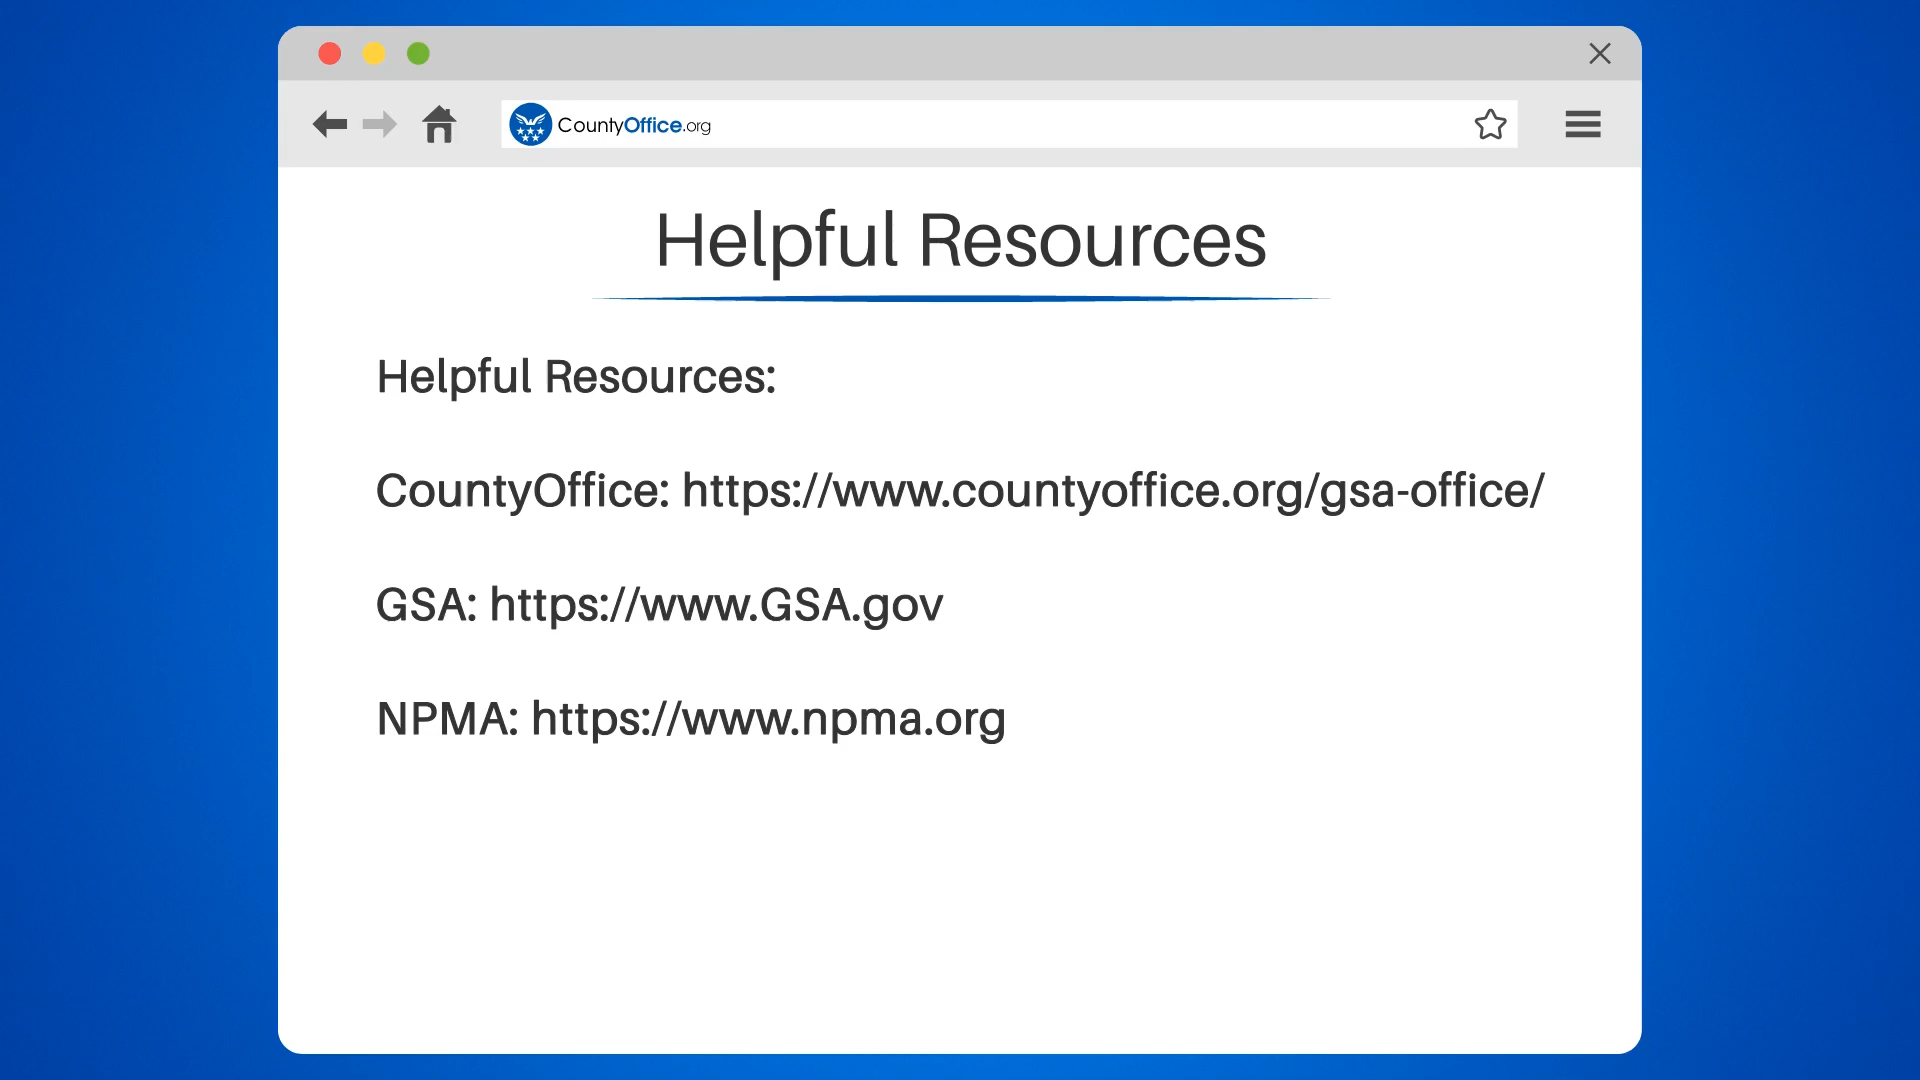 CountyOffice.org
Helpful Resources
Helpful Resources:
CountyOffice: https://www.countyoffice.org/gsa-office/
GSA: https://www.GSA.gov
NPMA: https://www.npma.org